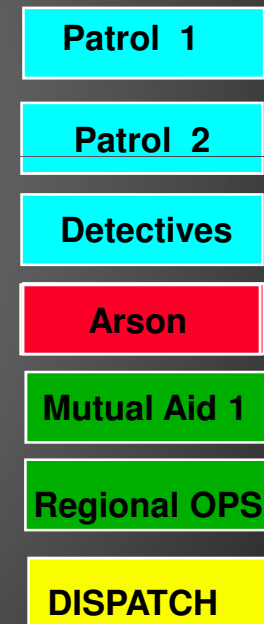 Patrol 1
Patrol 2
Detectives
Arson
Mutual Aid 1
Regional OPS
DISPATCH